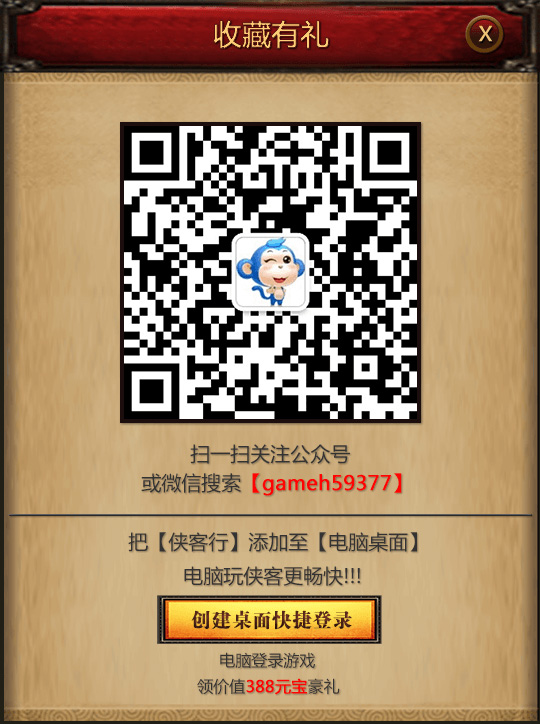 收藏有礼
X
扫一扫关注公众号
或微信搜索【gameh59377】
把【侠客行】添加至【电脑桌面】
电脑玩侠客更畅快!!!
创建桌面快捷登录
电脑登录游戏
领价值388元宝豪礼